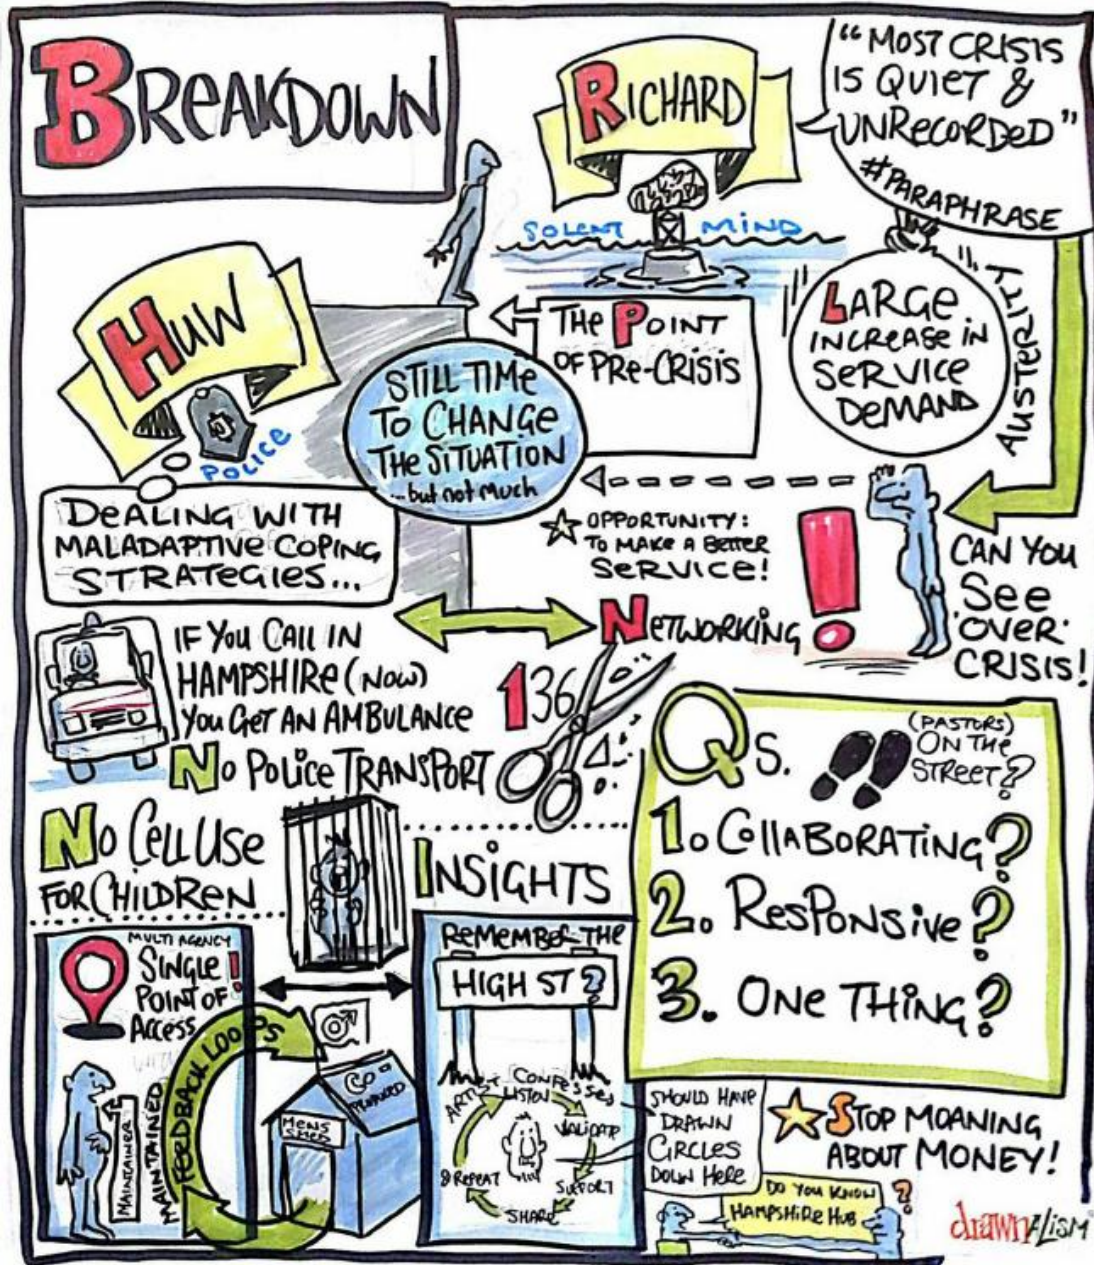 BREAKDOWN
RICHARD
SOLENT MIND
"MOST CRISIS
IS QUIET &
UNRECORDED"
#PARAPHRASE
HUW
POLICE
THE POINT
OF PRE-CRISIS
LARGE
INCREASE IN
SERVICE
DEMAND
AUSTERITY
STILL TIME
TO CHANGE
THE SITUATION
...but not much
DEALING WITH
MALADAPTIVE COPING
STRATEGIES...
OPPORTUNITY:
TO MAKE A BETTER
SERVICE!
NETWORKING
!
CAN YOU
SEE
'OVER'
CRISIS!
IF YOU CALL IN
HAMPSHIRE (NOW)
YOU GET AN AMBULANCE
136
NO POLICE TRANSPORT
NO CELL USE
FOR CHILDREN
INSIGHTS
QS.
(PASTORS)
ON THE
STREET?
1. COLLABORATING?
2. RESPONSIVE?
3. ONE THING?
MULTI AGENCY
SINGLE !
POINT OF
ACCESS
MAINTAINER
MAINTAINED
FEEDBACK LOOPS
CO-
MENS
SHED
REMEMBER THE
HIGH ST?
ARTIST CONFESSES
LISTEN
VALIDATE
SUPPORT
SHARE
& REPEAT
SHOULD HAVE
DRAWN
CIRCLES
DOWN HERE
STOP MOANING
ABOUT MONEY!
DO YOU KNOW
HAMPSHIRE HUB
?
drawnalism